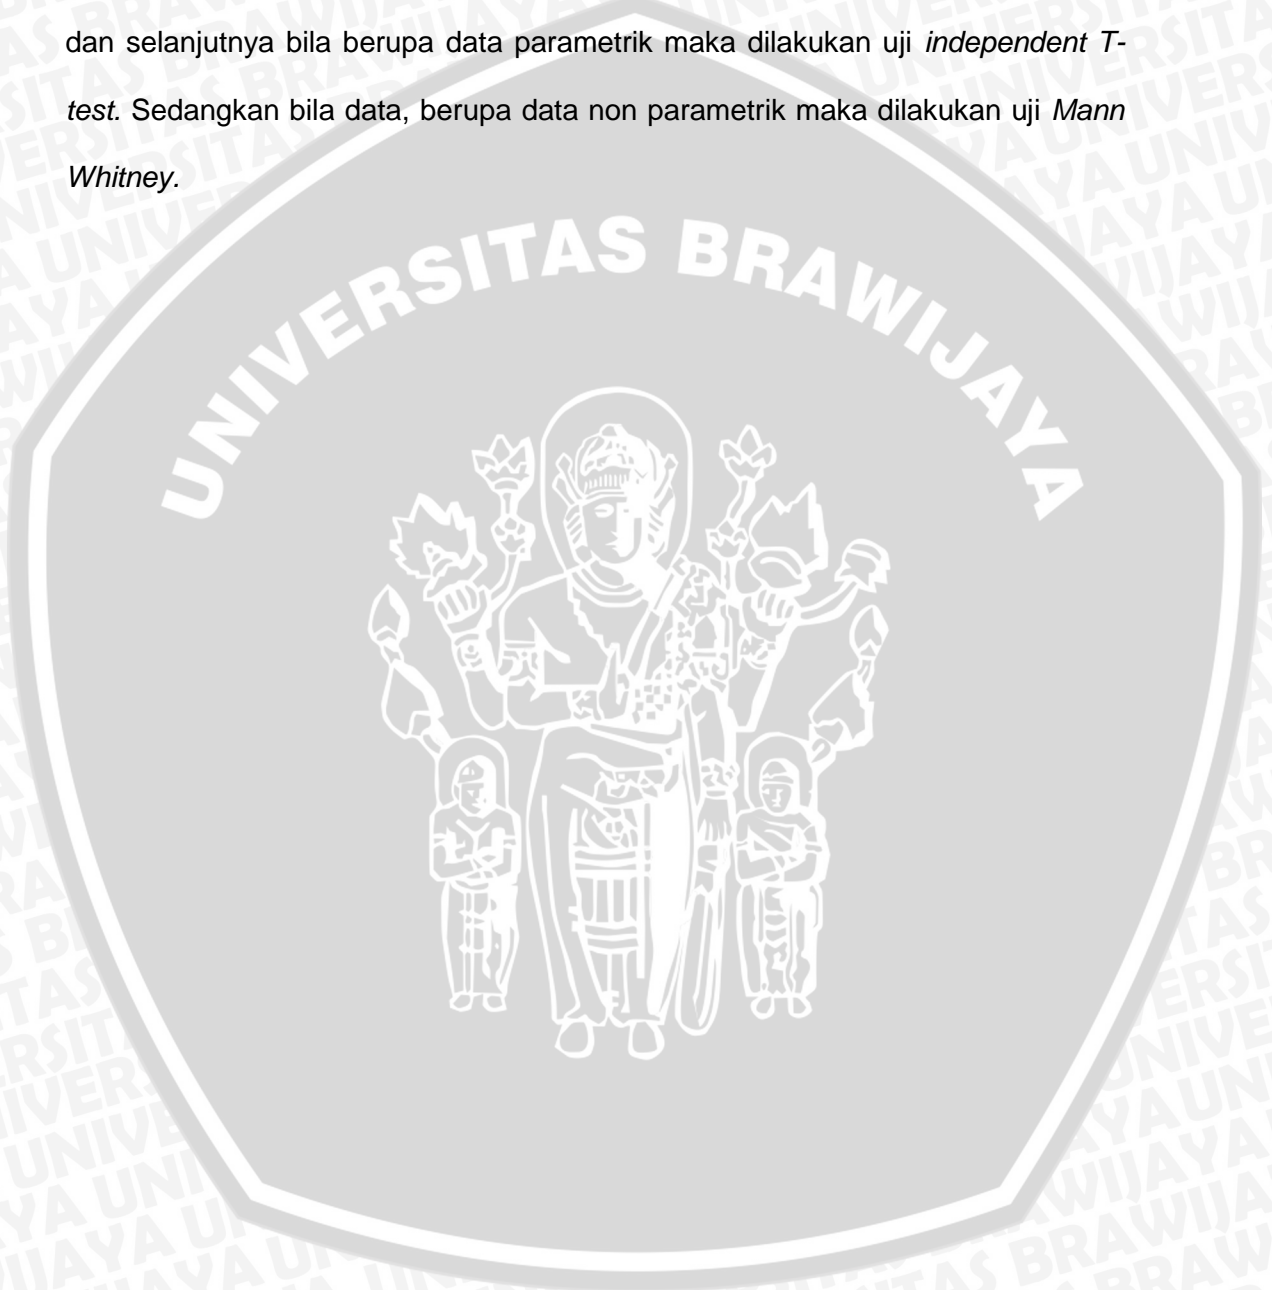 dan selanjutnya bila berupa data parametrik maka dilakukan uji independent T-
test. Sedangkan bila data, berupa data non parametrik maka dilakukan uji Mann
Whitney.
UNIVERSITAS BRAWIJAYA